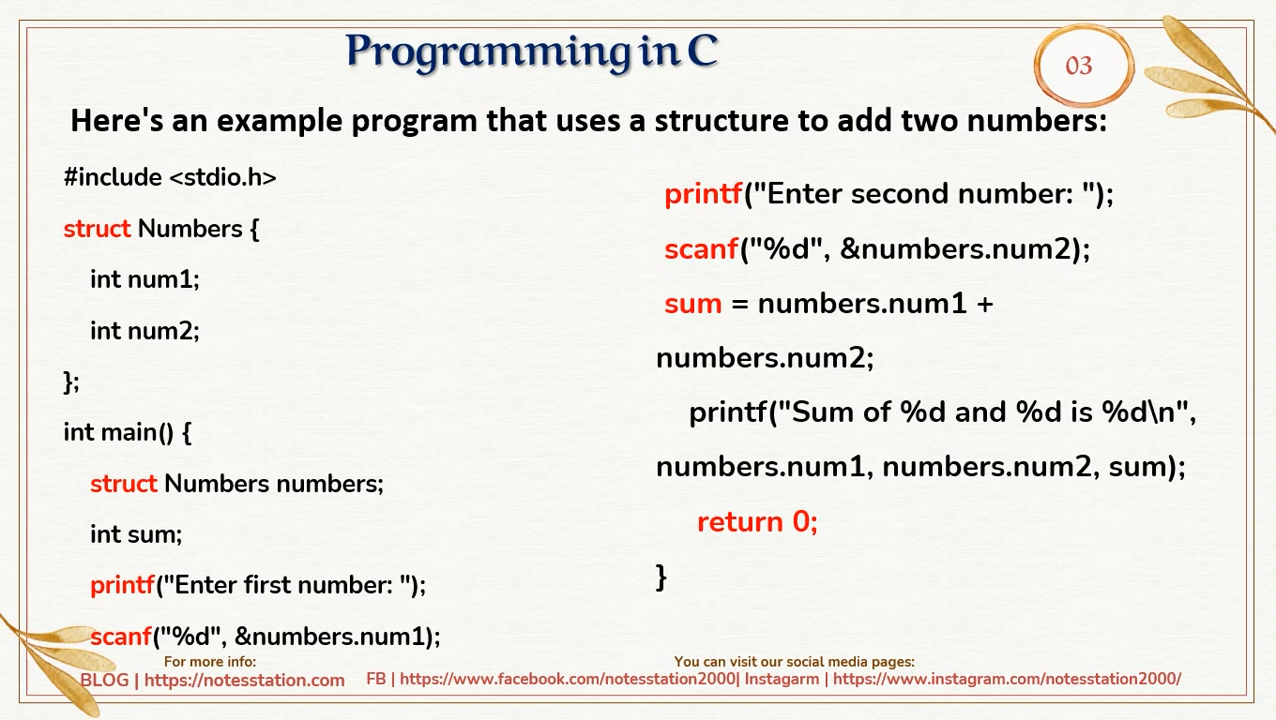 Programming in C
03
Here's an example program that uses a structure to add two numbers:
#include <stdio.h>
struct Numbers {
int num1;
int num2;
};
int main() {
struct Numbers numbers;
int sum;
printf("Enter first number: ");
scanf("%d", &numbers.num1);
printf("Enter second number: ");
scanf("%d", &numbers.num2);
sum = numbers.num1 +
numbers.num2;
printf("Sum of %d and %d is %d\n",
numbers.num1, numbers.num2, sum);
return 0;
}
For more info:
BLOG | https://notesstation.com
You can visit our social media pages:
FB | https://www.facebook.com/notesstation2000| Instagarm | https://www.instagram.com/notesstation2000/